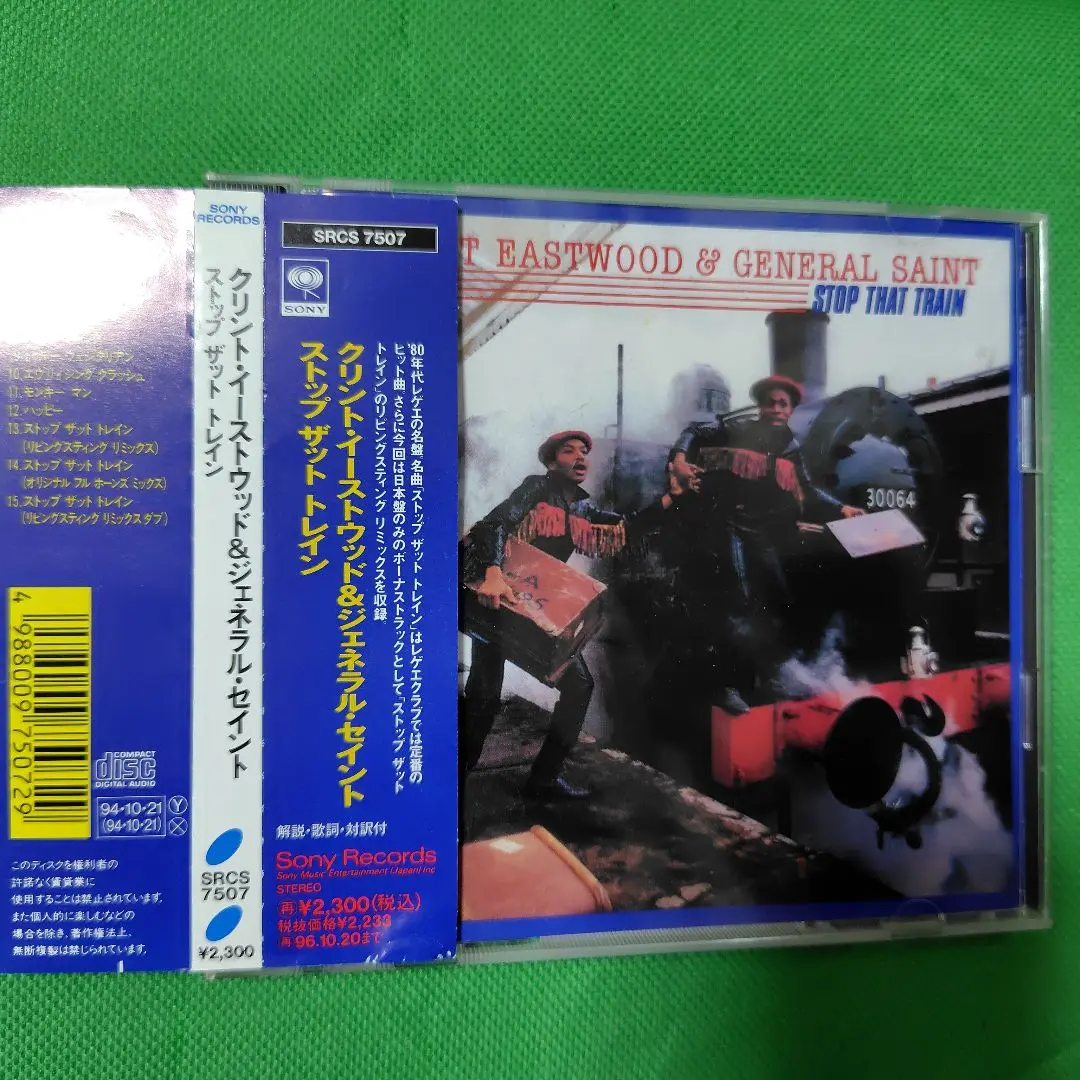 10.エヴリィシング クラッシュ
11.モンキー マン
12.ハッピー
13.ストップ ザット トレイン
(リビングスティング リミックス)
14.ストップ ザット トレイン
(オリジナル フル ホーンズ ミックス)
15.ストップ ザット トレイン
(リビングスティング リミックス ダブ)
4 988009 750729
COMPACT
disc
DIGITAL AUDIO
94・10・21 Y
(94・10・21) X
このディスクを権利者の
許諾なく賃貸業に
使用することは禁止されています。
また個人的に楽しむなどの
場合を除き、著作権法上、
無断複製は禁じられています。
SONY
RECORDS
クリント・イーストウッド&ジェネラル・セイント
ストップ ザット トレイン
SRCS
7507
¥2,300
SRCS 7507
SONY
'80年代レゲエの名盤 名曲「ストップ ザット トレイン」はレゲエクラブでは定番の
ヒット曲 さらに今回は日本盤のみのボーナストラックとして「ストップ ザット
トレイン」のリビングスティング リミックスを収録
クリント・イーストウッド&ジェネラル・セイント
ストップ ザット トレイン
解説・歌詞・対訳付
Sony Records
Sony Music Entertainment (Japan) Inc.
STEREO
再¥2,300(税込)
税抜価格¥2,233
再96.10.20まで
T EASTWOOD & GENERAL SAINT
STOP THAT TRAIN
30064